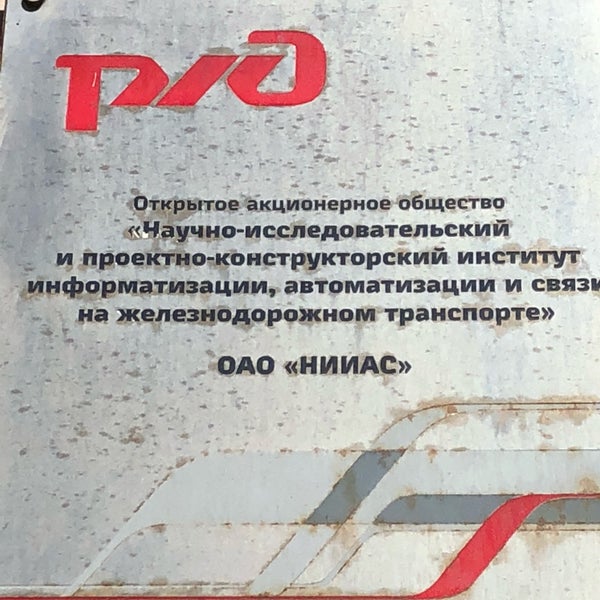 ржд
Открытое акционерное общество
«Научно-исследовательский
и проектно-конструкторский институт
информатизации, автоматизации и связи
на железнодорожном транспорте»
ОАО «НИИАС»